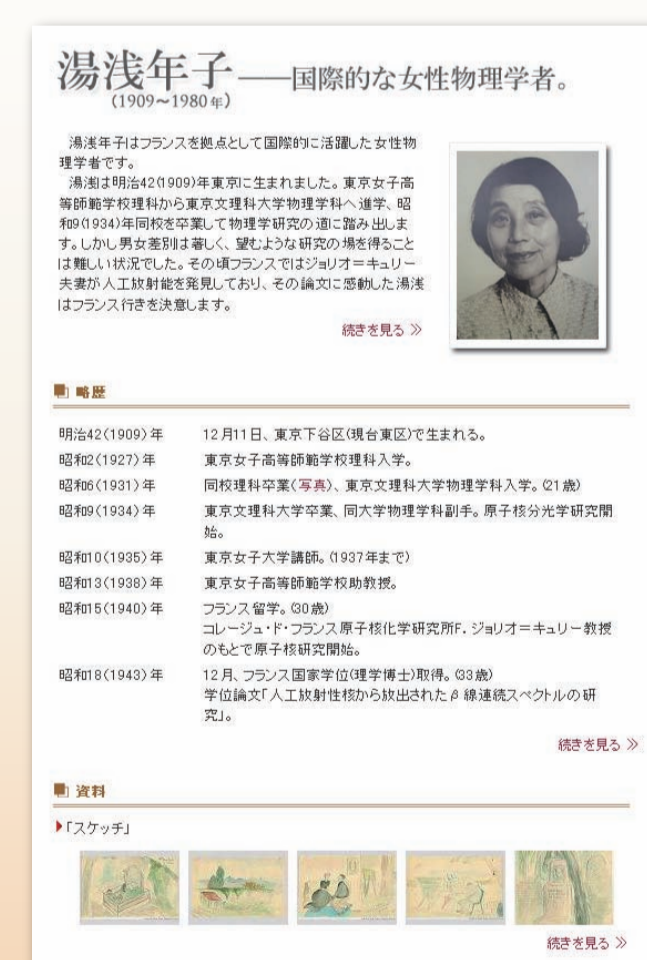 湯浅年子──国際的な女性物理学者。
(1909～1980年)
湯浅年子はフランスを拠点として国際的に活躍した女性物
理学者です。
湯浅は明治42(1909)年東京に生まれました。東京女子高
等師範学校理科から東京文理科大学物理学科へ進学、昭
和9(1934)年同校を卒業して物理学研究の道に踏み出しま
す。しかし男女差別は著しく、望むような研究の場を得ること
は難しい状況でした。その頃フランスではジョリオ＝キュリー
夫妻が人工放射能を発見しており、その論文に感動した湯浅
はフランス行きを決意します。
続きを見る ≫
略歴
明治42(1909)年 12月11日、東京下谷区(現台東区)で生まれる。
昭和2(1927)年 東京女子高等師範学校理科入学。
昭和6(1931)年 同校理科卒業(写真)、東京文理科大学物理学科入学。(21歳)
昭和9(1934)年 東京文理科大学卒業、同大学物理学科副手。原子核分光学研究開
始。
昭和10(1935)年 東京女子大学講師。(1937年まで)
昭和13(1938)年 東京女子高等師範学校助教授。
昭和15(1940)年 フランス留学。(30歳)
コレージュ・ド・フランス原子核化学研究所F. ジョリオ＝キュリー教授
のもとで原子核研究開始。
昭和18(1943)年 12月、フランス国家学位(理学博士)取得。(33歳)
学位論文「人工放射性核から放出されたβ線連続スペクトルの研
究」。
続きを見る ≫
資料
「スケッチ」
続きを見る ≫